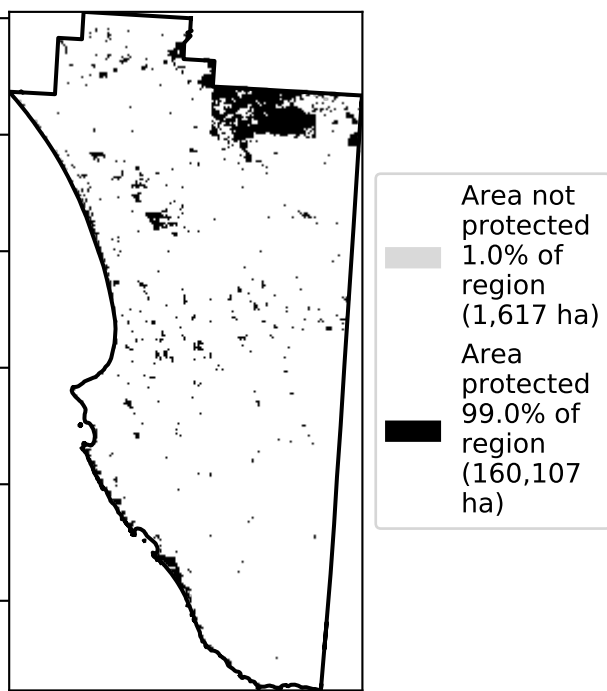 Area not
protected
1.0% of
region
(1,617 ha)
Area
protected
99.0% of
region
(160,107
ha)